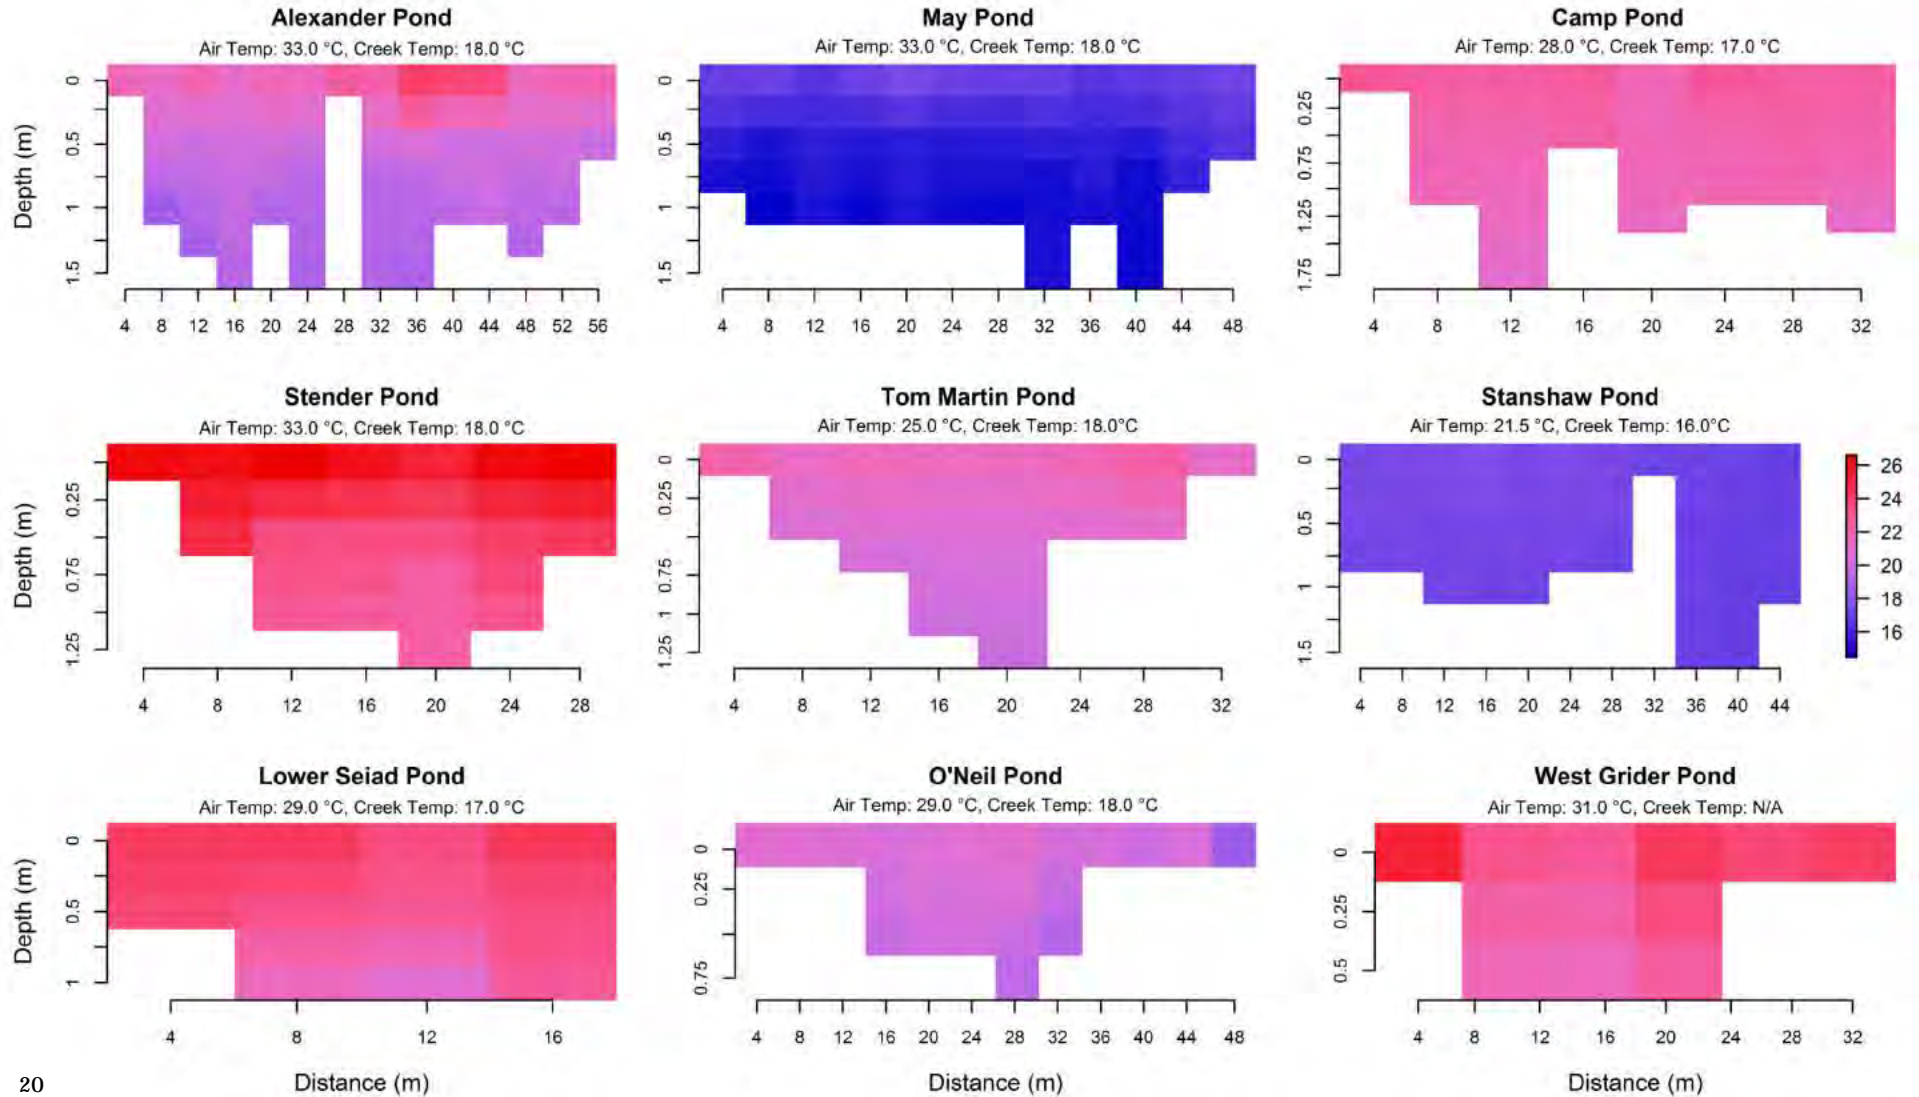 Alexander Pond
Air Temp: 33.0 °C, Creek Temp: 18.0 °C
Depth (m)
0
0.5
1
1.5
4 8 12 16 20 24 28 32 36 40 44 48 52 56
May Pond
Air Temp: 33.0 °C, Creek Temp: 18.0 °C
0
0.5
1
1.5
4 8 12 16 20 24 28 32 36 40 44 48
Camp Pond
Air Temp: 28.0 °C, Creek Temp: 17.0 °C
0.25
0.75
1.25
1.75
4 8 12 16 20 24 28 32
Stender Pond
Air Temp: 33.0 °C, Creek Temp: 18.0 °C
Depth (m)
0.25
0.75
1.25
4 8 12 16 20 24 28
Tom Martin Pond
Air Temp: 25.0 °C, Creek Temp: 18.0°C
0
0.25
0.75
1
1.25
4 8 12 16 20 24 28 32
Stanshaw Pond
Air Temp: 21.5 °C, Creek Temp: 16.0°C
0
0.5
1
1.5
4 8 12 16 20 24 28 32 36 40 44
26
24
22
20
18
16
Lower Seiad Pond
Air Temp: 29.0 °C, Creek Temp: 17.0 °C
Depth (m)
0
0.5
1
4 8 12 16
Distance (m)
O'Neil Pond
Air Temp: 29.0 °C, Creek Temp: 18.0 °C
0
0.25
0.75
4 8 12 16 20 24 28 32 36 40 44 48
Distance (m)
West Grider Pond
Air Temp: 31.0 °C, Creek Temp: N/A
0
0.25
0.5
4 8 12 16 20 24 28 32
Distance (m)
20